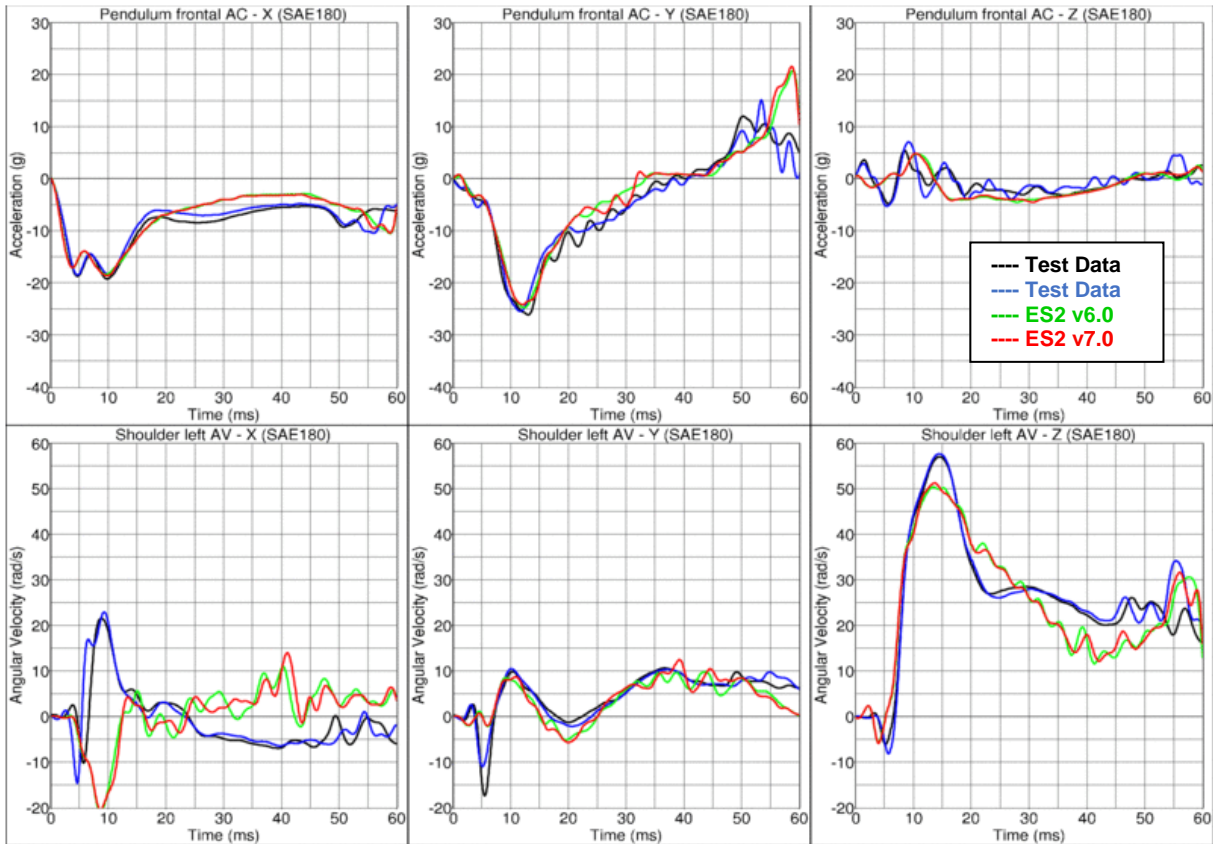 Pendulum frontal AC - X (SAE180)
Pendulum frontal AC - Y (SAE180)
Pendulum frontal AC - Z (SAE180)
30
20
10
0
-10
-20
-30
-40
Acceleration (g)
0 10 20 30 40 50 60
Time (ms)
30
20
10
0
-10
-20
-30
-40
Acceleration (g)
0 10 20 30 40 50 60
Time (ms)
30
20
10
0
-10
-20
-30
-40
Acceleration (g)
0 10 20 30 40 50 60
Time (ms)
---- Test Data
---- Test Data
---- ES2 v6.0
---- ES2 v7.0
Shoulder left AV - X (SAE180)
Shoulder left AV - Y (SAE180)
Shoulder left AV - Z (SAE180)
60
50
40
30
20
10
0
-10
-20
Angular Velocity (rad/s)
0 10 20 30 40 50 60
Time (ms)
60
50
40
30
20
10
0
-10
-20
Angular Velocity (rad/s)
0 10 20 30 40 50 60
Time (ms)
60
50
40
30
20
10
0
-10
-20
Angular Velocity (rad/s)
0 10 20 30 40 50 60
Time (ms)